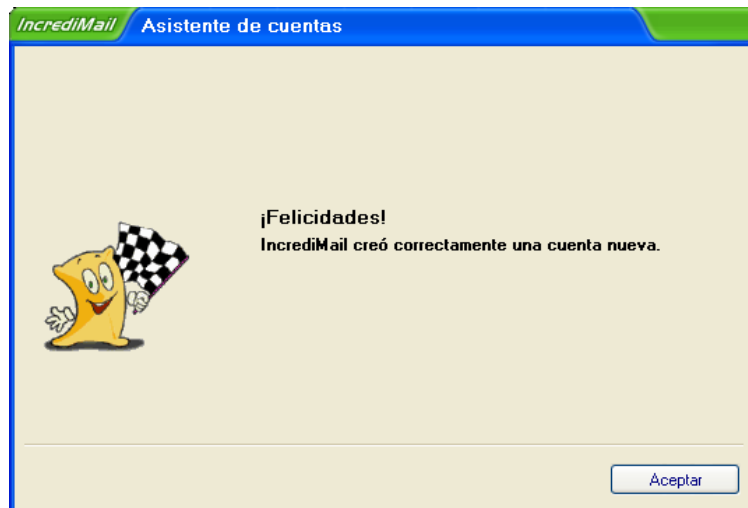 IncrediMail Asistente de cuentas
¡Felicidades!
IncrediMail creó correctamente una cuenta nueva.
Aceptar